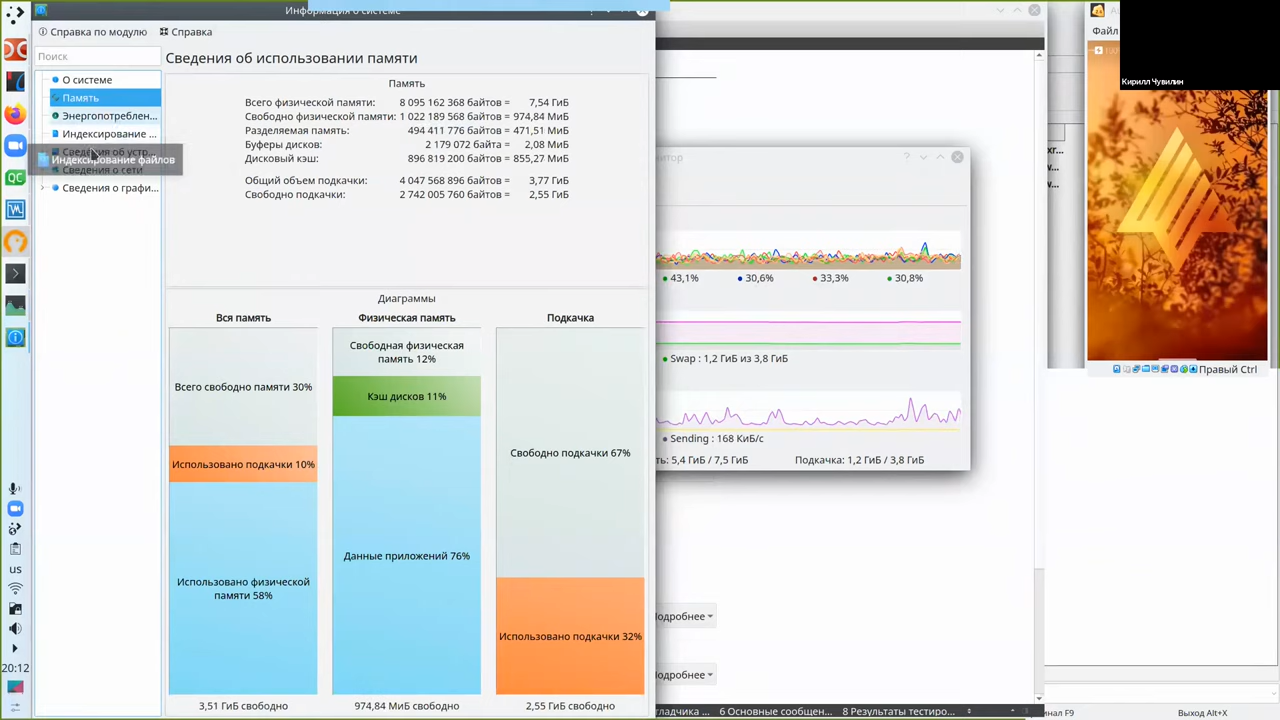 Информация о системе
Справка по модулю
Справка
Поиск
О системе
Память
Энергопотреблен...
Индексирование ...
Индексирование файлов
Сведения о сети
Сведения о графи...
Сведения об использовании памяти
Память
Всего физической памяти: 8 095 162 368 байтов = 7,54 ГиБ
Свободно физической памяти: 1 022 189 568 байтов = 974,84 МиБ
Разделяемая память: 494 411 776 байтов = 471,51 МиБ
Буферы дисков: 2 179 072 байта = 2,08 МиБ
Дисковый кэш: 896 819 200 байтов = 855,27 МиБ
Общий объем подкачки: 4 047 568 896 байтов = 3,77 ГиБ
Свободно подкачки: 2 742 005 760 байтов = 2,55 ГиБ
Диаграммы
Вся память
Всего свободно памяти 30%
Использовано подкачки 10%
Использовано физической
памяти 58%
3,51 ГиБ свободно
Физическая память
Свободная физическая
память 12%
Кэш дисков 11%
Данные приложений 76%
974,84 МиБ свободно
Подкачка
Свободно подкачки 67%
Использовано подкачки 32%
2,55 ГиБ свободно
43,1% 30,6% 33,3% 30,8%
Swap : 1,2 ГиБ из 3,8 ГиБ
Sending : 168 КиБ/с
ть: 5,4 ГіБ / 7,5 ГиБ Подкачка: 1,2 ГиБ / 3,8 ГиБ
одробнее
одробнее
6 Основные сообщен...
8 Результаты тестиро...
Файл
Кирилл Чувилин
Правый Ctrl
инал F9
Выход Alt+X
QC
us
20:12